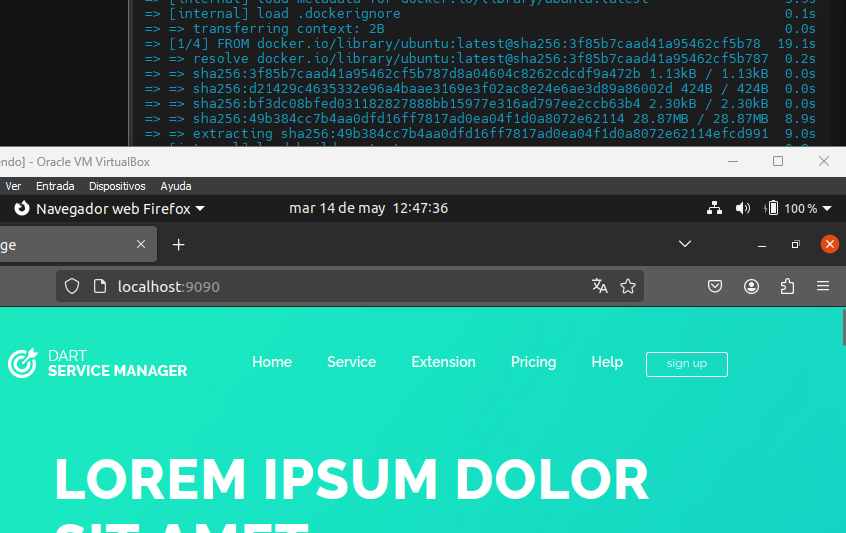 => [internal] load metadata for docker.io/library/ubuntu:latest
=> [internal] load .dockerignore 0.1s
=> => transferring context: 2B 0.0s
=> [1/4] FROM docker.io/library/ubuntu:latest@sha256:3f85b7caad41a95462cf5b78 19.1s
=> => resolve docker.io/library/ubuntu:latest@sha256:3f85b7caad41a95462cf5b787 0.2s
=> => sha256:3f85b7caad41a95462cf5b787d8a04604c8262cdcdf9a472b 1.13kB / 1.13kB 0.0s
=> => sha256:d21429c4635332e96a4baae3169e3f02ac8e24e6ae3d89a86002d 424B / 424B 0.0s
=> => sha256:bf3dc08bfed031182827888bb15977e316ad797ee2ccb63b4 2.30kB / 2.30kB 0.0s
=> => sha256:49b384cc7b4aa0dfd16ff7817ad0ea04f1d0a8072e62114 28.87MB / 28.87MB 8.9s
=> => extracting sha256:49b384cc7b4aa0dfd16ff7817ad0ea04f1d0a8072e62114efcd991 9.0s
endo] - Oracle VM VirtualBox
Ver Entrada Dispositivos Ayuda
Navegador web Firefox mar 14 de may 12:47:36 100 %
ge
localhost:9090
DART
SERVICE MANAGER
Home Service Extension Pricing Help sign up
LOREM IPSUM DOLOR
SIT AMET